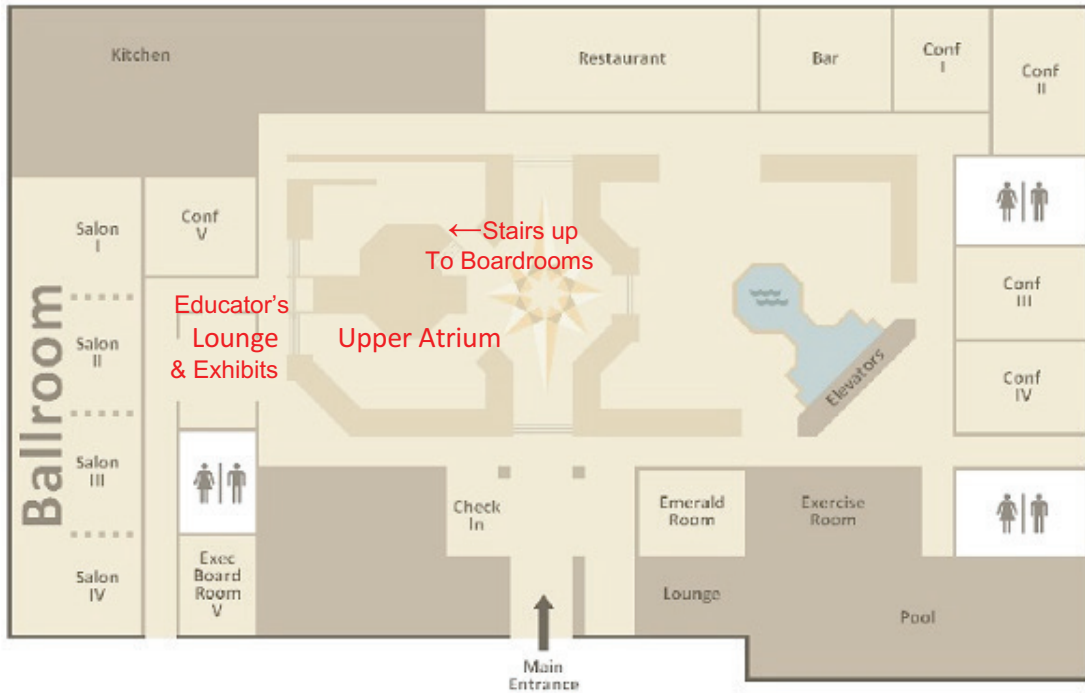 Kitchen
Restaurant
Bar
Conf
I
Conf
II
Salon
I
Conf
V
←Stairs up
To Boardrooms
Conf
III
Ballroom
Educator's
Lounge
& Exhibits
Upper Atrium
Salon
II
Elevators
Conf
IV
Salon
III
Check
In
Emerald
Room
Exercise
Room
Salon
IV
Exec
Board
Room
V
Lounge
Pool
Main
Entrance